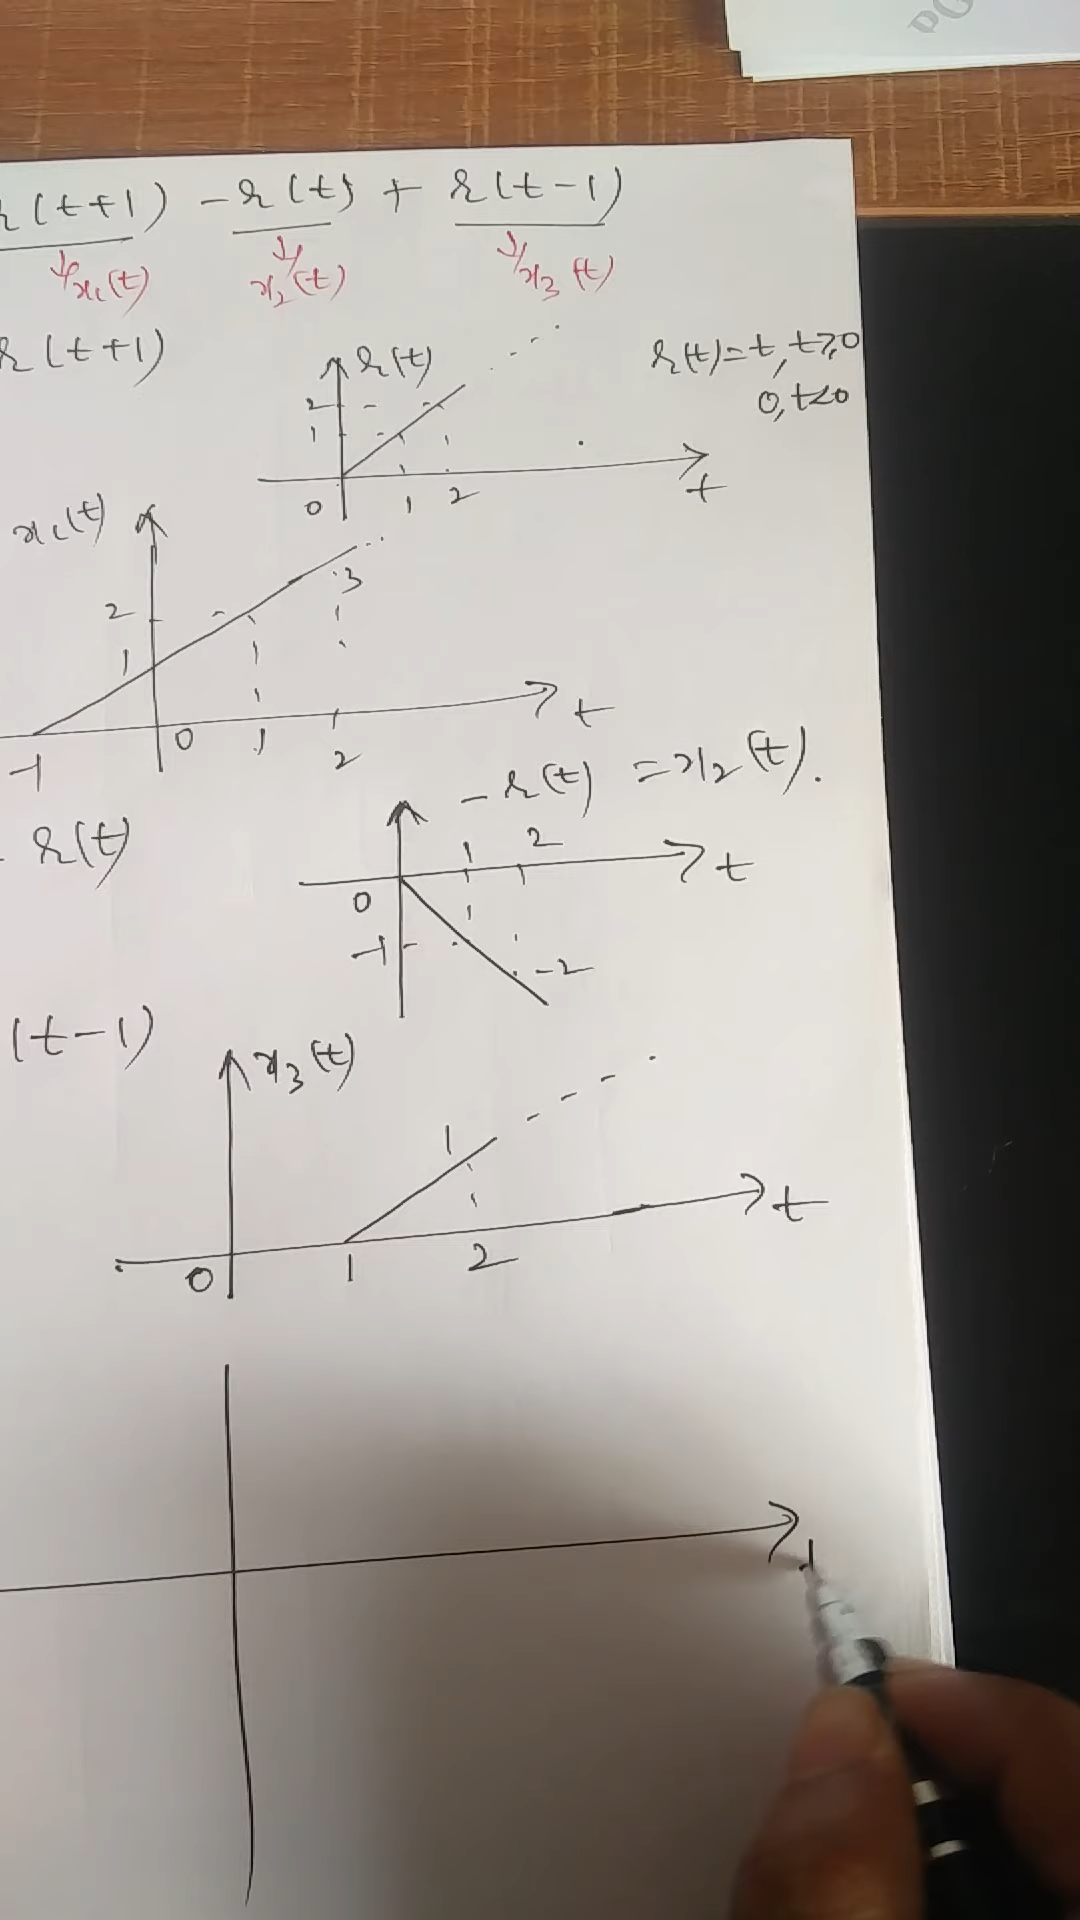 r(t+1) -r(t) + r(t-1)
x1(t) x2(t) x3(t)
r(t+1)
r(t)
r(t)=t, t≥0
0, t<0
2
1
0 1 2 t
x1(t)
3
2
1
-1 0 1 2 t
-r(t) = x2(t).
- r(t)
1 2 t
0
-1
-2
(t-1)
x3(t)
1
0 1 2 t